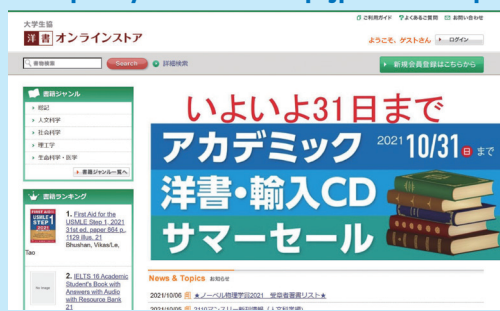 大学生協
洋書 オンラインストア
ご利用ガイド よくあるご質問 お問い合わせ
ようこそ、ゲストさん ログイン
書籍検索 Search 詳細検索
新規会員登録はこちらから
書籍ジャンル
総記
人文科学
社会科学
理工学
生命科学・医学
書籍ジャンル一覧へ
いよいよ31日まで
アカデミック
2021 10/31 日 まで
洋書・輸入CD
サマーセール
書籍ランキング
FIRST AID
USMLE
STEP 1
2021
1. First Aid for the
USMLE Step 1, 2021
31st ed. paper 864 p.,
1129 illus. 21
Bhushan, Vikas/Le,
Tao
No Image
2. IELTS 16 Academic
Student's Book with
Answers with Audio
with Resource Bank
21
News & Topics お知らせ
2021/10/06 ★ノーベル物理学賞2021 受章者著書リスト★